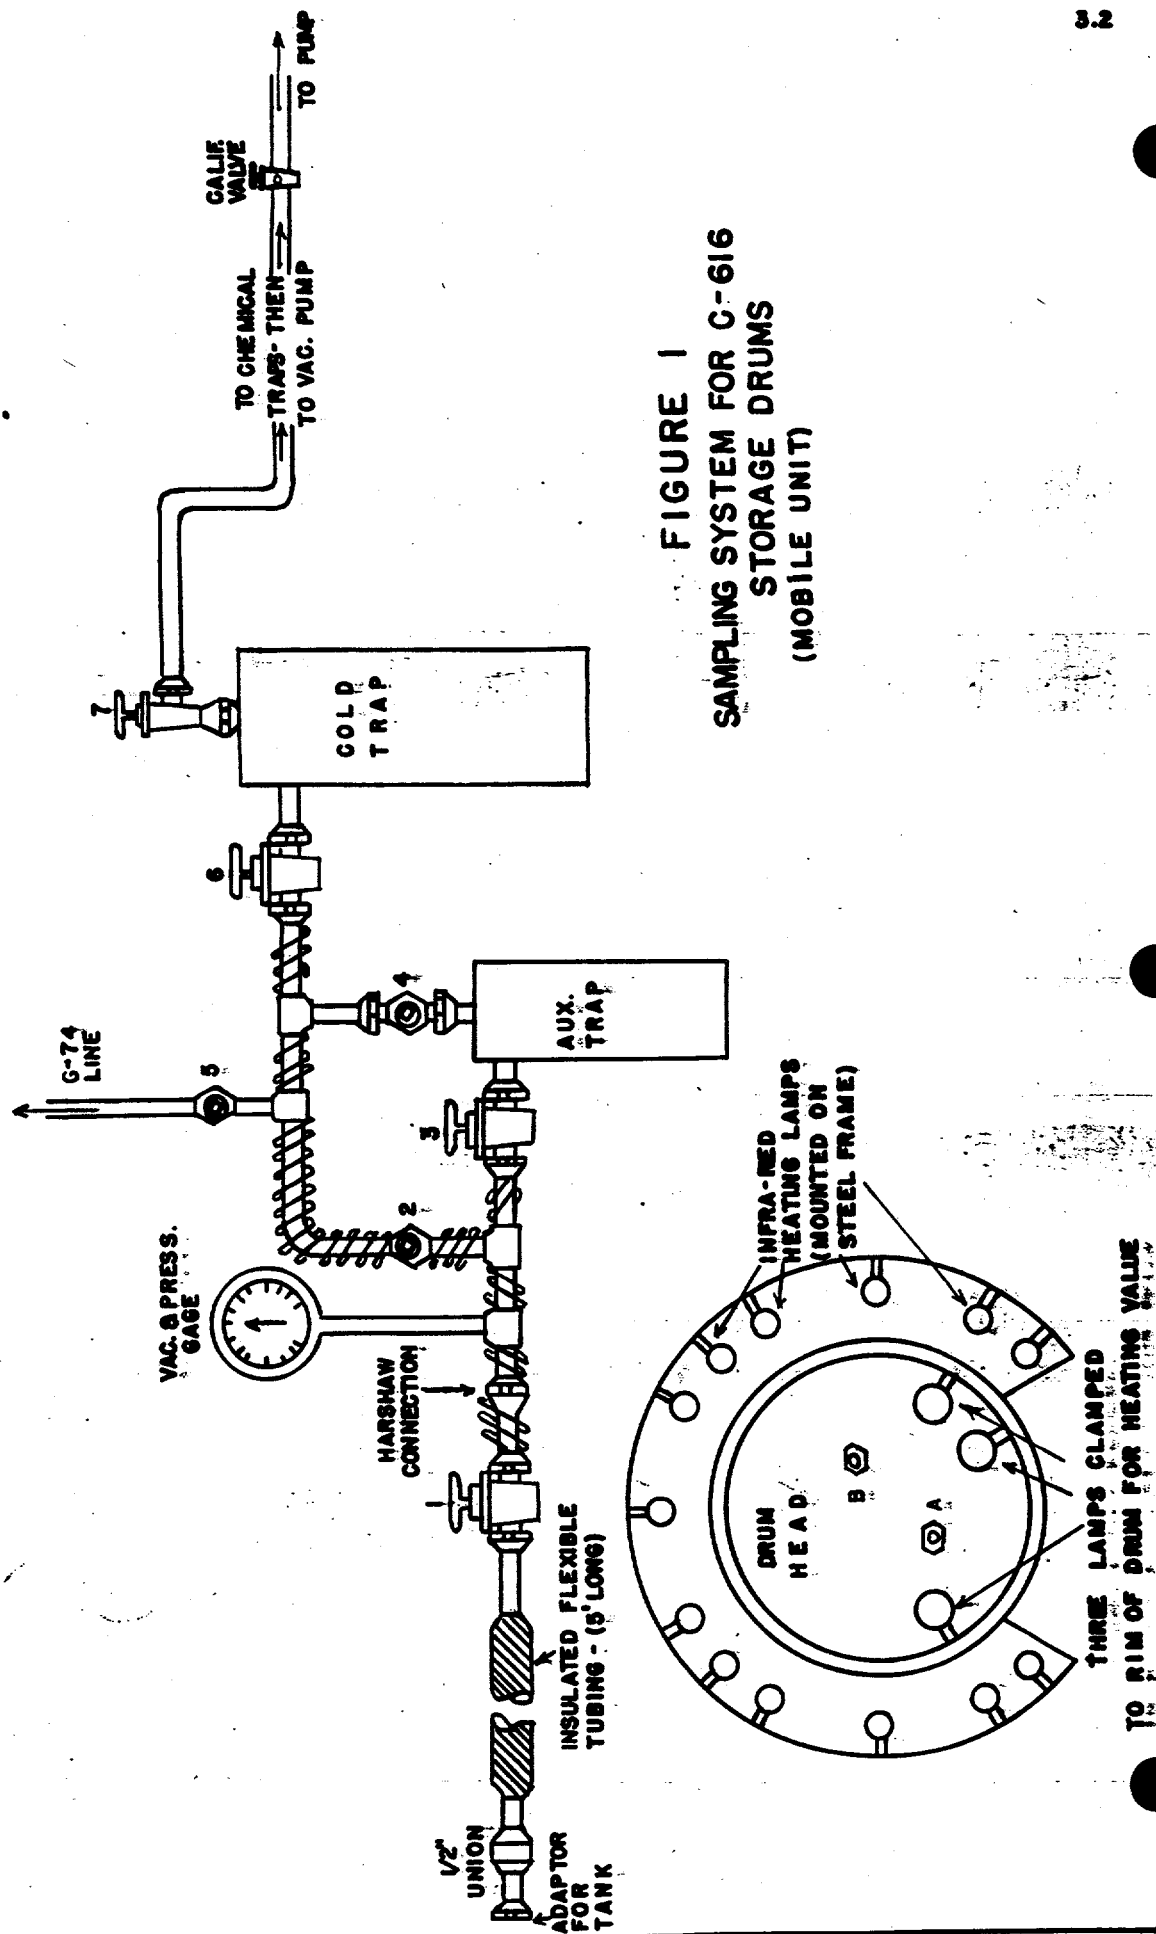 3.2
TO PUMP
CALIF.
VALVE
TO CHEMICAL
TRAPS-THEN
TO VAC. PUMP
7
COLD
TRAP
6
G-74
LINE
5
4
AUX.
TRAP
3
2
VAC. & PRESS.
GAGE
HARSHAW
CONNECTION
1
INSULATED FLEXIBLE
TUBING - (5' LONG)
1/2"
UNION
ADAPTOR
FOR
TANK
FIGURE 1
SAMPLING SYSTEM FOR C-616
STORAGE DRUMS
(MOBILE UNIT)
INFRA-RED
HEATING LAMPS
(MOUNTED ON
STEEL FRAME)
DRUM
HEAD
B
A
THREE LAMPS CLAMPED
TO RIM OF DRUM FOR HEATING VALUE